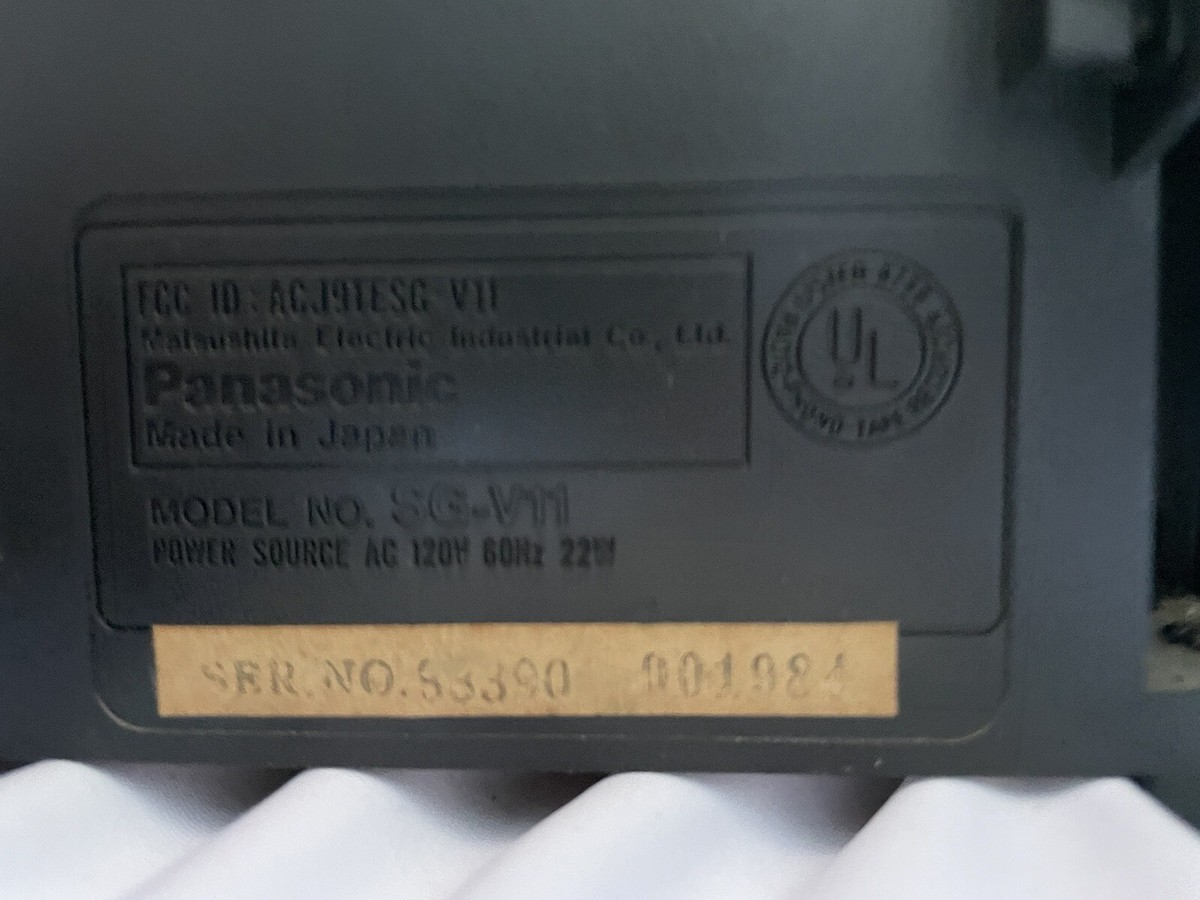 FCC ID: ACJ91ESG-V11
Matsushita Electric Industrial Co., Ltd.
Panasonic
Made in Japan
UL
MODEL NO. SG-V11
POWER SOURCE AC 120V 60Hz 22W
SER.NO.